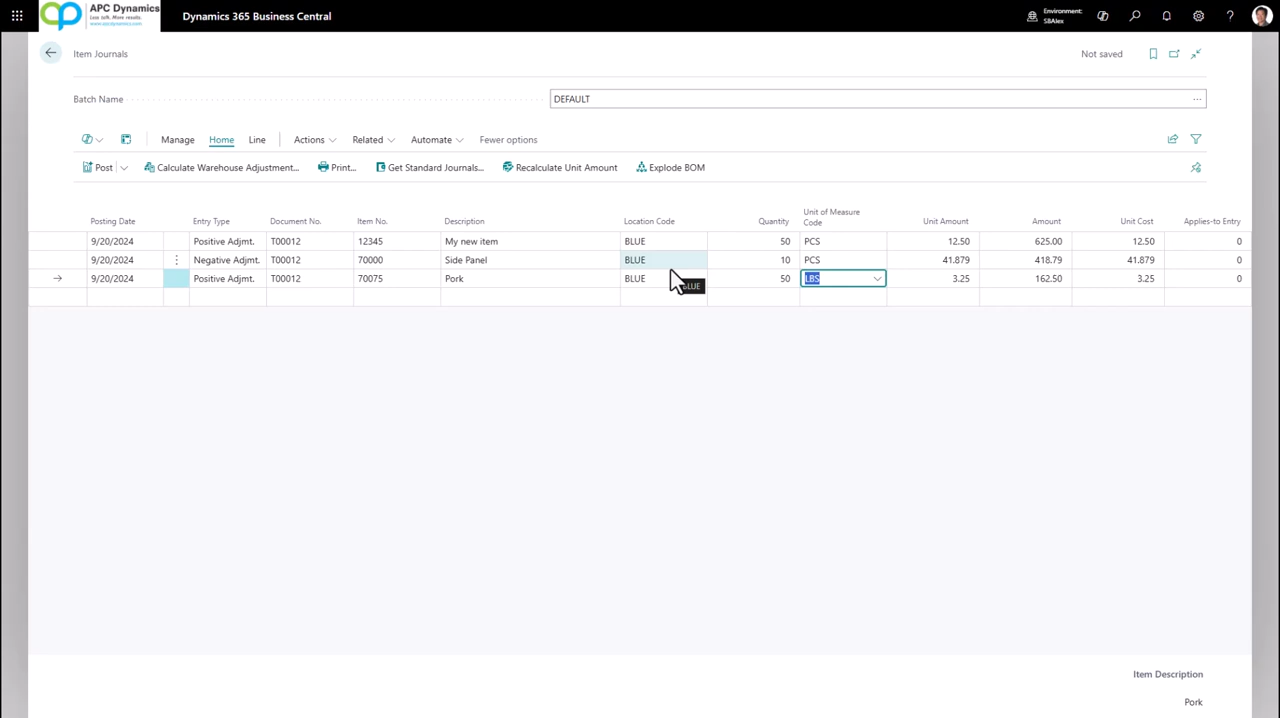 APC Dynamics
Less talk. More results.
www.apcdynamics.com
Dynamics 365 Business Central
Environment:
SBAlex
Item Journals
Not saved
Batch Name
DEFAULT
Manage Home Line Actions Related Automate Fewer options
Post Calculate Warehouse Adjustment... Print... Get Standard Journals... Recalculate Unit Amount Explode BOM
Posting Date Entry Type Document No. Item No. Description Location Code Quantity Unit of Measure Code Unit Amount Amount Unit Cost Applies-to Entry
9/20/2024 Positive Adjmt. T00012 12345 My new item BLUE 50 PCS 12.50 625.00 12.50 0
9/20/2024 Negative Adjmt. T00012 70000 Side Panel BLUE 10 PCS 41.879 418.79 41.879 0
9/20/2024 Positive Adjmt. T00012 70075 Pork BLUE 50 LBS 3.25 162.50 3.25 0
BLUE
Item Description
Pork